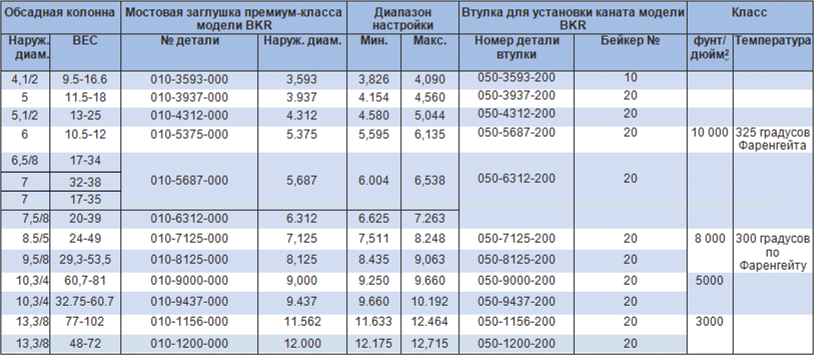 Обсадная колонна Мостовая заглушка премиум-класса модели BKR Диапазон настройки Втулка для установки каната модели BKR Класс
Наруж. диам. ВЕС № детали Наруж. диам. Мин. Макс. Номер детали втулки Бейкер № фунт/дюйм² Температура
4,1/2 9.5-16.6 010-3593-000 3,593 3,826 4,090 050-3593-200 10
5 11.5-18 010-3937-000 3.937 4.154 4,560 050-3937-200 20
5,1/2 13-25 010-4312-000 4.312 4.580 5,044 050-4312-200 20
6 10.5-12 010-5375-000 5.375 5,595 6,135 050-5687-200 20 10 000 325 градусов Фаренгейта
6,5/8 17-34
7 32-38 010-5687-000 5,687 6.004 6,538 050-6312-200 20
7 17-35
7,5/8 20-39 010-6312-000 6.312 6.625 7.263
8.5/5 24-49 010-7125-000 7,125 7,511 8.248 050-7125-200 20 8 000 300 градусов по Фаренгейту
9,5/8 29,3-53,5 010-8125-000 8,125 8.435 9,063 050-8125-200 20
10,3/4 60,7-81 010-9000-000 9,000 9.250 9.660 050-9000-200 20 5000
10,3/4 32.75-60.7 010-9437-000 9.437 9.660 10.192 050-9437-200 20
13,3/8 77-102 010-1156-000 11.562 11.633 12.464 050-1156-200 20 3000
13,3/8 48-72 010-1200-000 12.000 12.175 12,715 050-1200-200 20